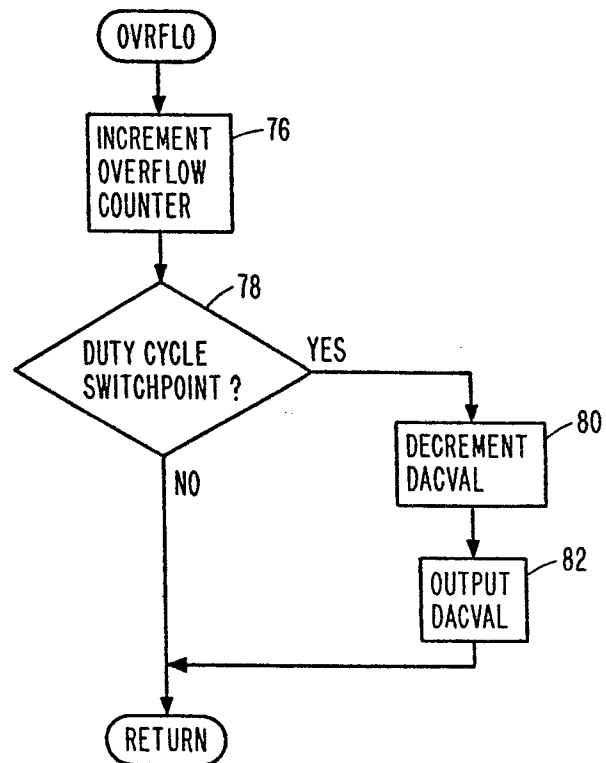 OVRFLO
INCREMENT
OVERFLOW
COUNTER
76
78
DUTY CYCLE
SWITCHPOINT ?
YES
NO
DECREMENT
DACVAL
80
OUTPUT
DACVAL
82
RETURN